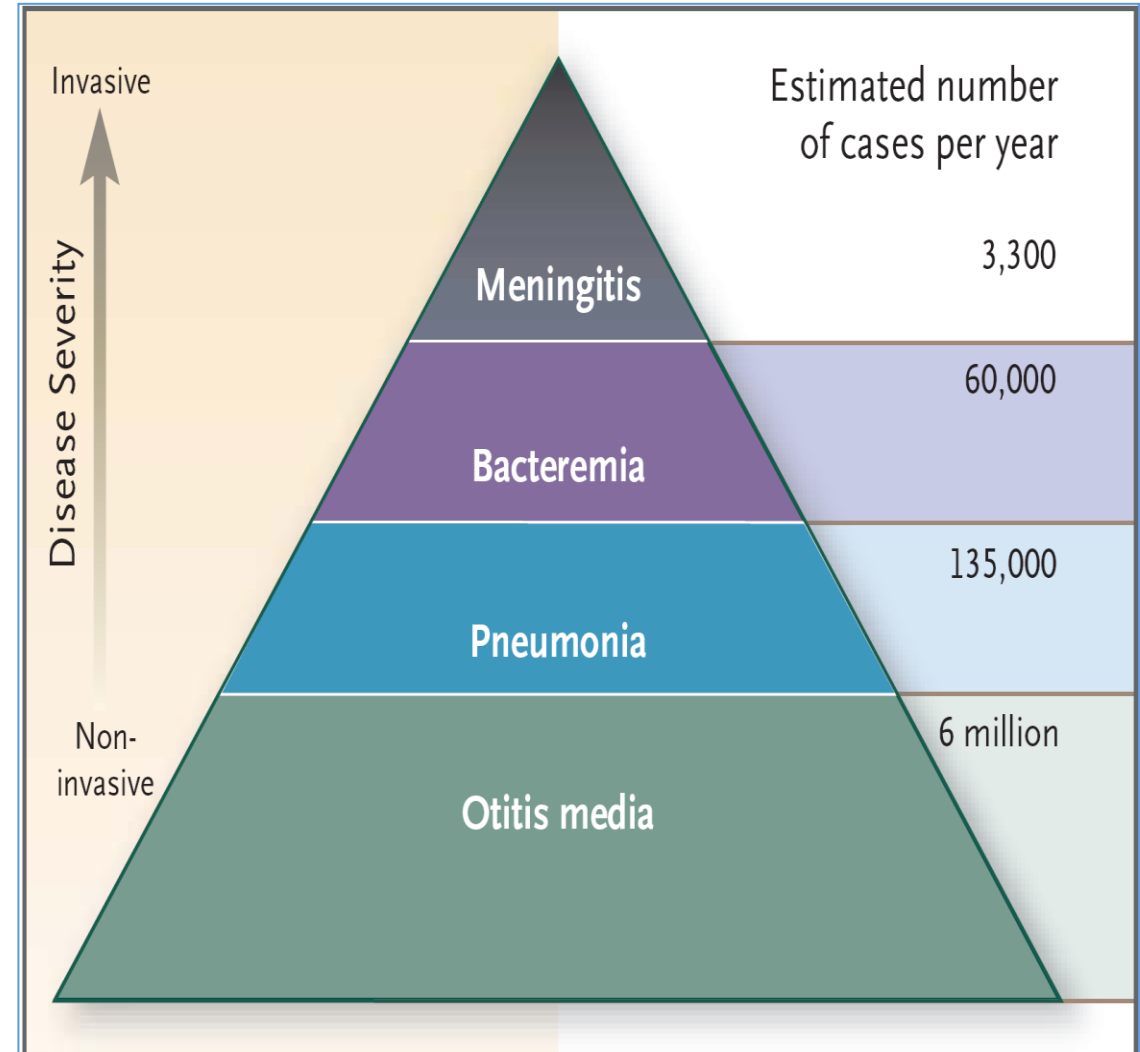 Invasive
Disease Severity
Non-
invasive
Estimated number
of cases per year
Meningitis
3,300
Bacteremia
60,000
Pneumonia
135,000
Otitis media
6 million